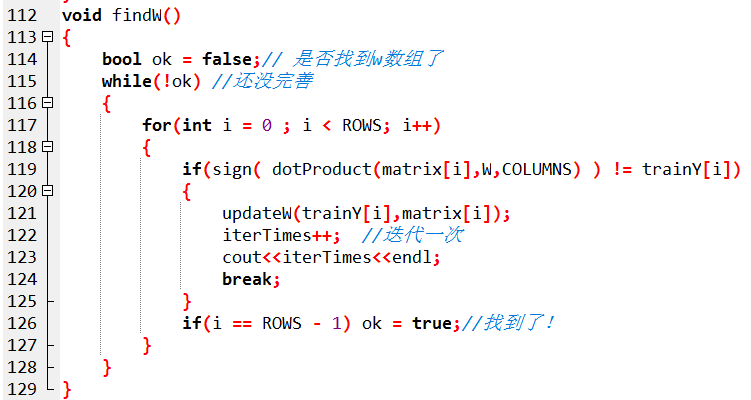 112 void findW()
113 {
114     bool ok = false;// 是否找到w数组了
115     while(!ok) //还没完善
116     {
117         for(int i = 0 ; i < ROWS; i++)
118         {
119             if(sign( dotProduct(matrix[i],W,COLUMNS) ) != trainY[i])
120             {
121                 updateW(trainY[i],matrix[i]);
122                 iterTimes++;  //迭代一次
123                 cout<<iterTimes<<endl;
124                 break;
125             }
126             if(i == ROWS - 1) ok = true;//找到了！
127         }
128     }
129 }